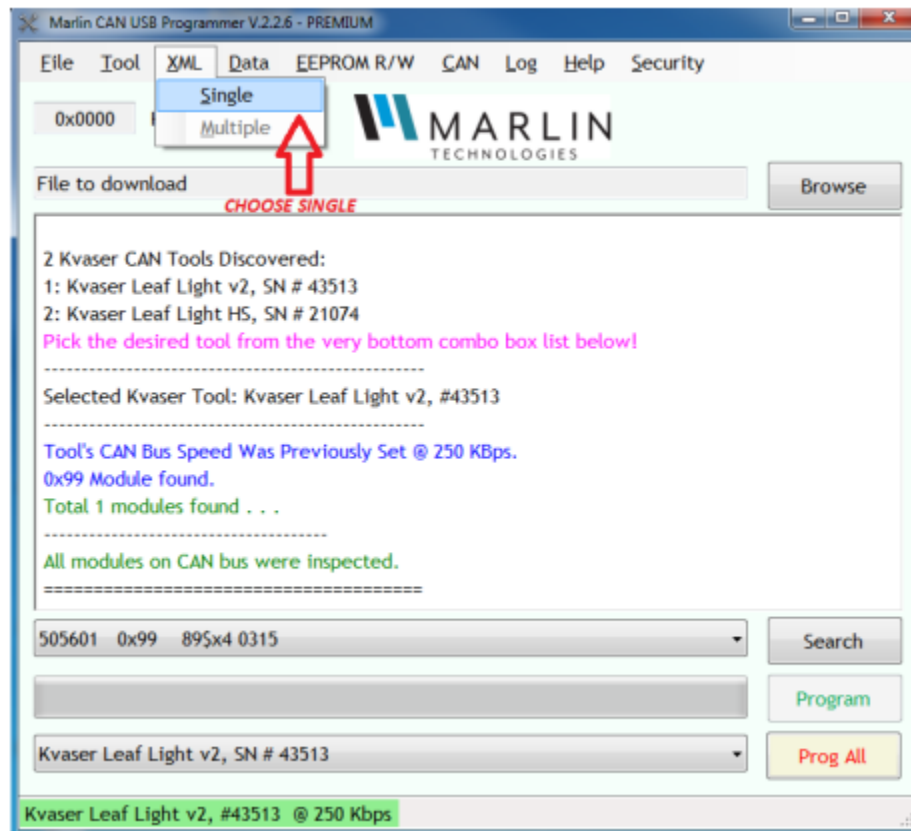 Marlin CAN USB Programmer V.2.2.6 - PREMIUM
File Tool XML Data EEPROM R/W CAN Log Help Security
Single
Multiple
0x0000
MARLIN
TECHNOLOGIES
File to download
Browse
CHOOSE SINGLE
2 Kvaser CAN Tools Discovered:
1: Kvaser Leaf Light v2, SN # 43513
2: Kvaser Leaf Light HS, SN # 21074
Pick the desired tool from the very bottom combo box list below!
----------------------------------------------------
Selected Kvaser Tool: Kvaser Leaf Light v2, #43513
----------------------------------------------------
Tool's CAN Bus Speed Was Previously Set @ 250 KBps.
0x99 Module found.
Total 1 modules found . . .
---------------------------------------
All modules on CAN bus were inspected.
=====================================
505601 0x99 89$x4 0315
Search
Program
Kvaser Leaf Light v2, SN # 43513
Prog All
Kvaser Leaf Light v2, #43513 @ 250 Kbps